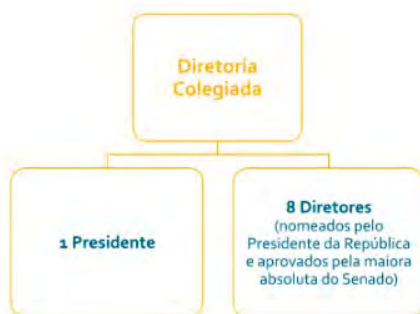 Diretoria
Colegiada
1 Presidente
8 Diretores
(nomeados pelo
Presidente da República
e aprovados pela maiora
absoluta do Senado)